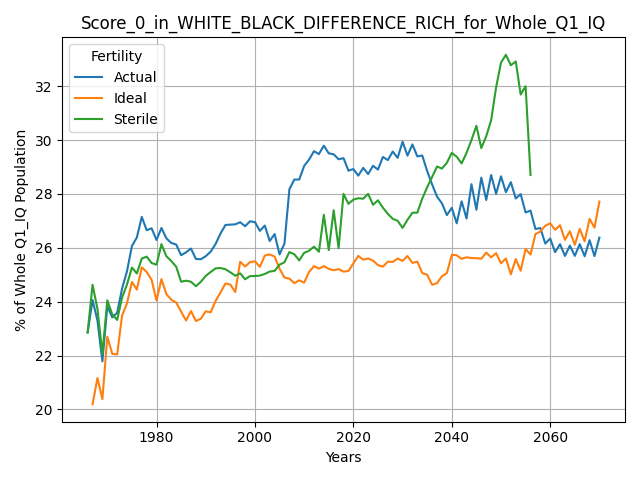 Score_0_in_WHITE_BLACK_DIFFERENCE_RICH_for_Whole_Q1_IQ
Fertility
Actual
Ideal
Sterile
% of Whole Q1_IQ Population
32
30
28
26
24
22
20
1980
2000
2020
2040
2060
Years